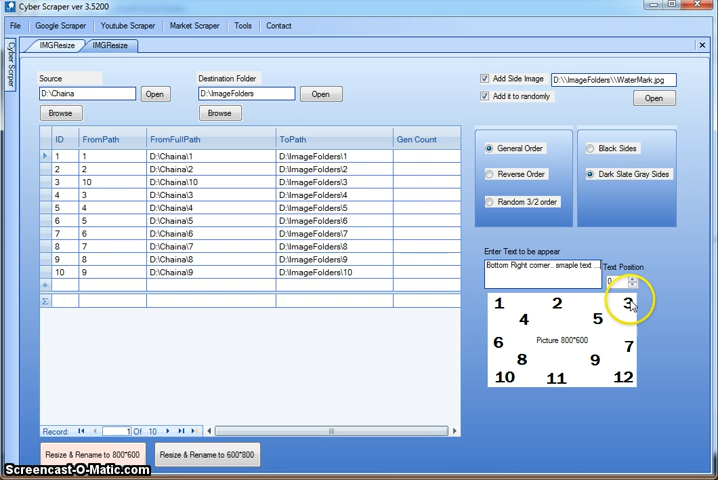 Cyber Scraper ver 3.5200
File Google Scraper Youtube Scraper Market Scraper Tools Contact
Cyber Scrper
IMGResize IMGResize
Source Destination Folder
D:\Chaina Open D:\ImageFolders Open
Browse Browse
Add Side Image D:\\ImageFolders\\WaterMark.jpg
Add it to randomly Open
ID FromPath FromFullPath ToPath Gen Count
1 1 D:\Chaina\1 D:\ImageFolders\1
2 2 D:\Chaina\2 D:\ImageFolders\2
3 10 D:\Chaina\10 D:\ImageFolders\3
4 3 D:\Chaina\3 D:\ImageFolders\4
5 4 D:\Chaina\4 D:\ImageFolders\5
6 5 D:\Chaina\5 D:\ImageFolders\6
7 6 D:\Chaina\6 D:\ImageFolders\7
8 7 D:\Chaina\7 D:\ImageFolders\8
9 8 D:\Chaina\8 D:\ImageFolders\9
10 9 D:\Chaina\9 D:\ImageFolders\10
Σ
General Order Black Sides
Reverse Order Dark Slate Gray Sides
Random 3/2 order
Enter Text to be appear
Bottom Right corner.. smaple text ... Text Position
0
1 2 3
4 5
6 Picture 800*600 7
8 9
10 11 12
Record: 1 Of 10
Resize & Rename to 800*600 Resize & Rename to 600*800
Screencast-O-Matic.com